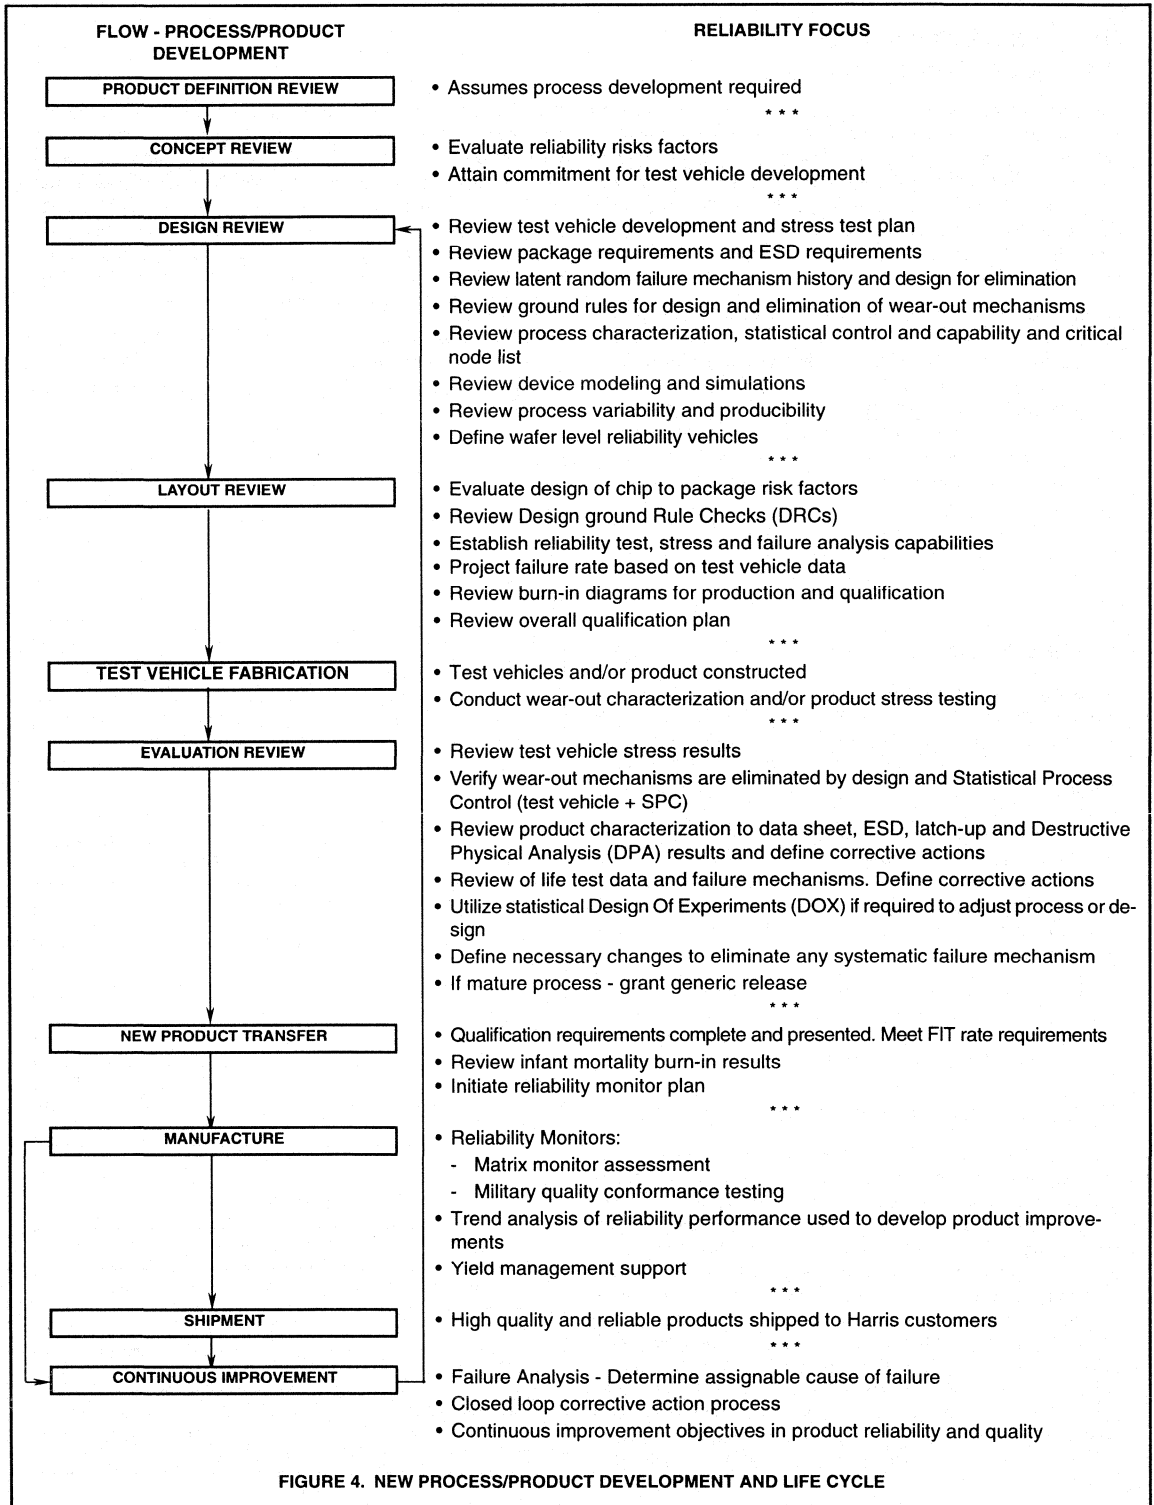 FLOW - PROCESS/PRODUCT
DEVELOPMENT
RELIABILITY FOCUS
PRODUCT DEFINITION REVIEW
• Assumes process development required
* * *
CONCEPT REVIEW
• Evaluate reliability risks factors
• Attain commitment for test vehicle development
* * *
DESIGN REVIEW
• Review test vehicle development and stress test plan
• Review package requirements and ESD requirements
• Review latent random failure mechanism history and design for elimination
• Review ground rules for design and elimination of wear-out mechanisms
• Review process characterization, statistical control and capability and critical
node list
• Review device modeling and simulations
• Review process variability and producibility
• Define wafer level reliability vehicles
* * *
LAYOUT REVIEW
• Evaluate design of chip to package risk factors
• Review Design ground Rule Checks (DRCs)
• Establish reliability test, stress and failure analysis capabilities
• Project failure rate based on test vehicle data
• Review burn-in diagrams for production and qualification
• Review overall qualification plan
* * *
TEST VEHICLE FABRICATION
• Test vehicles and/or product constructed
• Conduct wear-out characterization and/or product stress testing
* * *
EVALUATION REVIEW
• Review test vehicle stress results
• Verify wear-out mechanisms are eliminated by design and Statistical Process
Control (test vehicle + SPC)
• Review product characterization to data sheet, ESD, latch-up and Destructive
Physical Analysis (DPA) results and define corrective actions
• Review of life test data and failure mechanisms. Define corrective actions
• Utilize statistical Design Of Experiments (DOX) if required to adjust process or de-
sign
• Define necessary changes to eliminate any systematic failure mechanism
• If mature process - grant generic release
* * *
NEW PRODUCT TRANSFER
• Qualification requirements complete and presented. Meet FIT rate requirements
• Review infant mortality burn-in results
• Initiate reliability monitor plan
* * *
MANUFACTURE
• Reliability Monitors:
- Matrix monitor assessment
- Military quality conformance testing
• Trend analysis of reliability performance used to develop product improve-
ments
• Yield management support
* * *
SHIPMENT
• High quality and reliable products shipped to Harris customers
* * *
CONTINUOUS IMPROVEMENT
• Failure Analysis - Determine assignable cause of failure
• Closed loop corrective action process
• Continuous improvement objectives in product reliability and quality
FIGURE 4. NEW PROCESS/PRODUCT DEVELOPMENT AND LIFE CYCLE